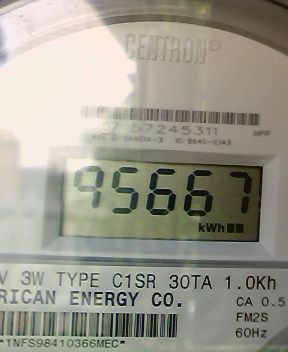 CENTRON®
57245311
HPP
95667
kWh
V 3W TYPE C1SR 30TA 1.0Kh
RICAN ENERGY CO.
CA 0.5
FM2S
60Hz
*1NFS98410366MEC*